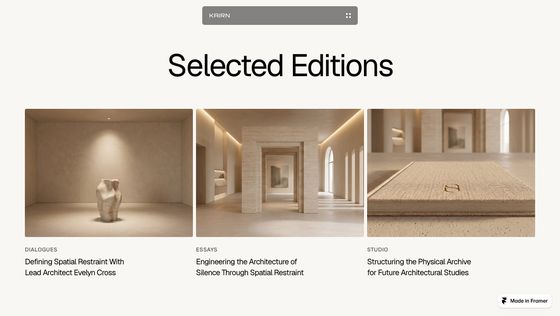 KAIRN
Selected Editions
DIALOGUES
Defining Spatial Restraint With
Lead Architect Evelyn Cross
ESSAYS
Engineering the Architecture of
Silence Through Spatial Restraint
STUDIO
Structuring the Physical Archive
for Future Architectural Studies
Made in Framer